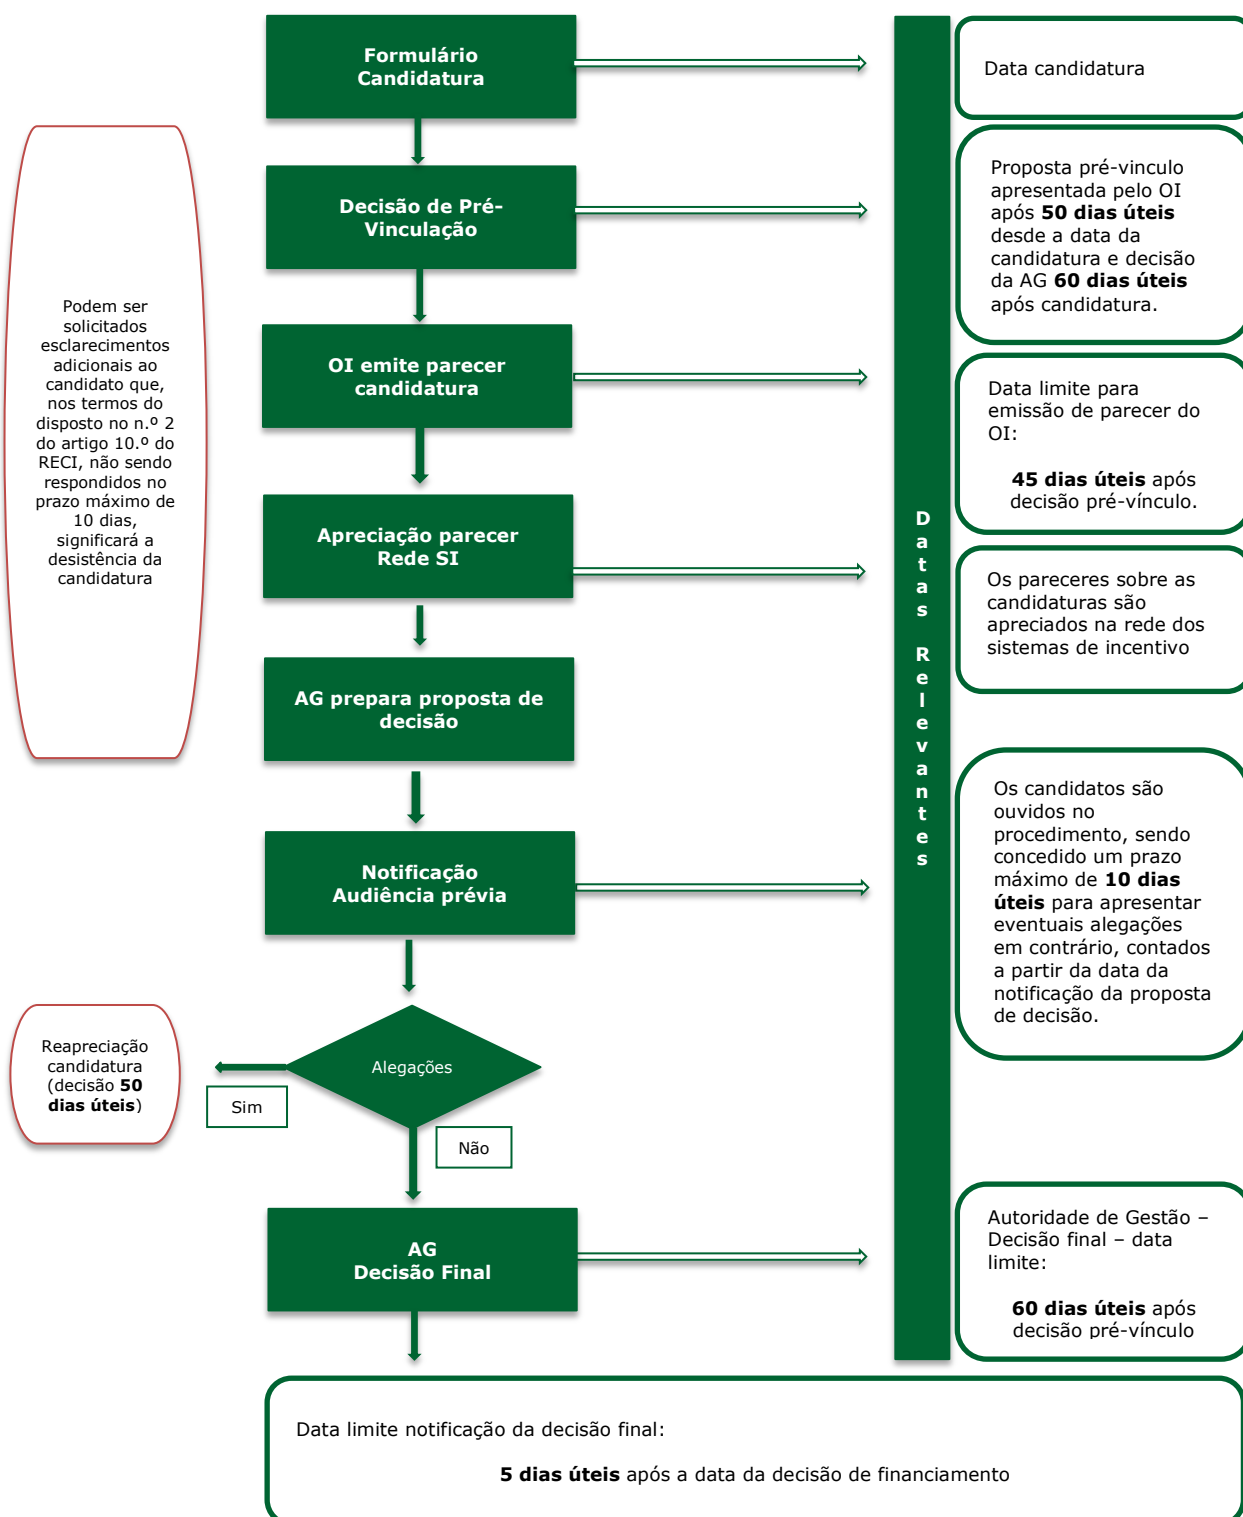 Formulário
Candidatura
Data candidatura
Decisão de Pré-
Vinculação
Proposta pré-vinculo
apresentada pelo OI
após 50 dias úteis
desde a data da
candidatura e decisão
da AG 60 dias úteis
após candidatura.
Podem ser
solicitados
esclarecimentos
adicionais ao
candidato que,
nos termos do
disposto no n.º 2
do artigo 10.º do
RECI, não sendo
respondidos no
prazo máximo de
10 dias,
significará a
desistência da
candidatura
OI emite parecer
candidatura
Data limite para
emissão de parecer do
OI:
45 dias úteis após
decisão pré-vínculo.
Apreciação parecer
Rede SI
Os pareceres sobre as
candidaturas são
apreciados na rede dos
sistemas de incentivo
D
a
t
a
s
R
e
l
e
v
a
n
t
e
s
AG prepara proposta de
decisão
Notificação
Audiência prévia
Os candidatos são
ouvidos no
procedimento, sendo
concedido um prazo
máximo de 10 dias
úteis para apresentar
eventuais alegações
em contrário, contados
a partir da data da
notificação da proposta
de decisão.
Alegações
Reapreciação
candidatura
(decisão 50
dias úteis)
Sim
Não
AG
Decisão Final
Autoridade de Gestão –
Decisão final – data
limite:
60 dias úteis após
decisão pré-vínculo
Data limite notificação da decisão final:
5 dias úteis após a data da decisão de financiamento